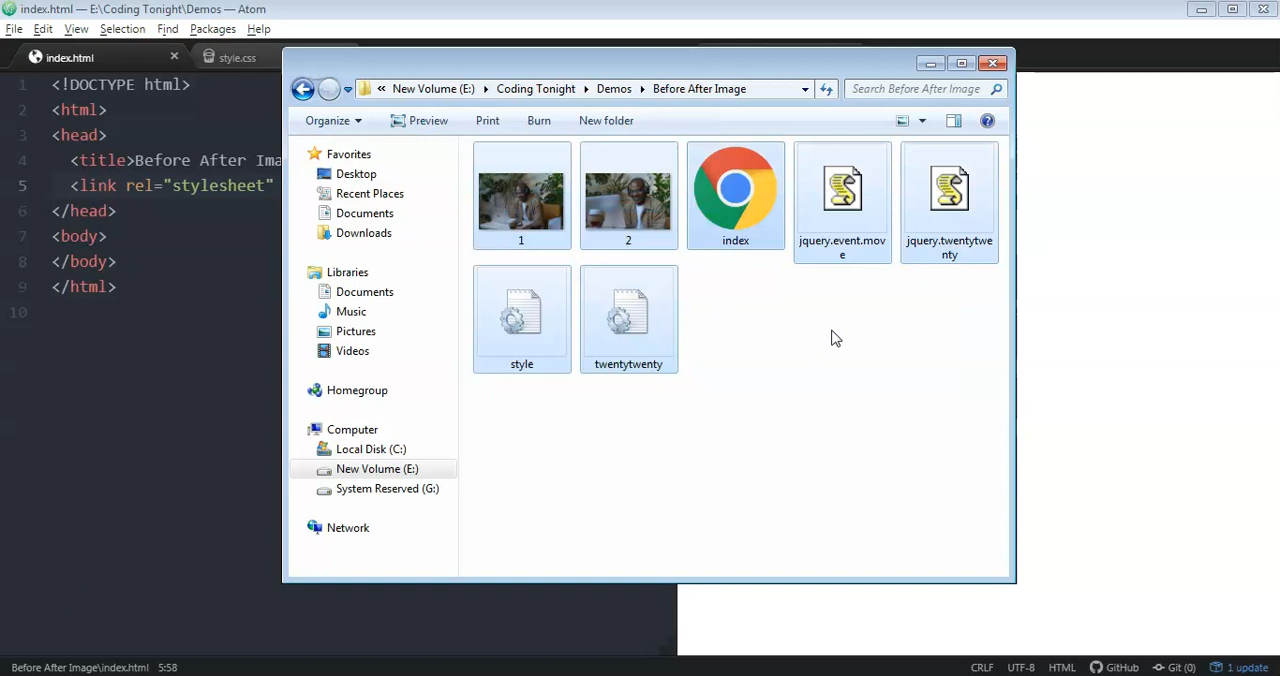 index.html — E:\Coding Tonight\Demos — Atom
File Edit View Selection Find Packages Help
index.html
style.css
1 <!DOCTYPE html>
2 <html>
3 <head>
4 <title>Before After Ima
5 <link rel="stylesheet"
6 </head>
7 <body>
8 </body>
9 </html>
10
« New Volume (E:) Coding Tonight Demos Before After Image
Search Before After Image
Organize Preview Print Burn New folder
Favorites
Desktop
Recent Places
Documents
Downloads
Libraries
Documents
Music
Pictures
Videos
Homegroup
Computer
Local Disk (C:)
New Volume (E:)
System Reserved (G:)
Network
1
2
index
jquery.event.mov
e
jquery.twentytwe
nty
style
twentytwenty
Before After Image\index.html 5:58
CRLF UTF-8 HTML GitHub Git (0) 1 update